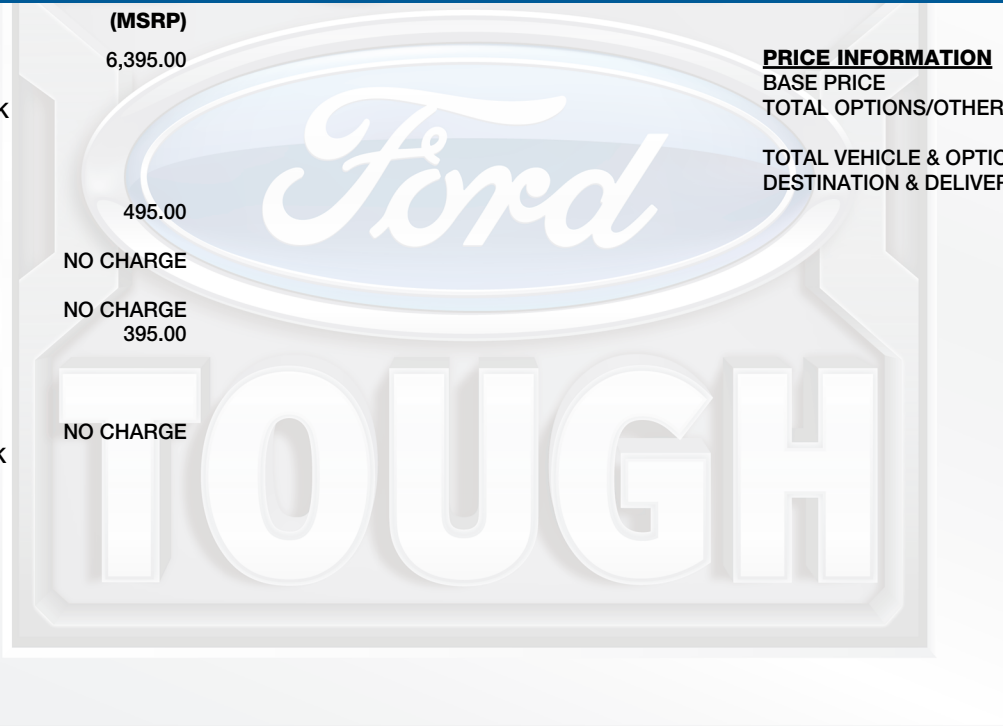 (MSRP)
6,395.00
K
495.00
NO CHARGE
NO CHARGE
395.00
NO CHARGE
K
PRICE INFORMATION
BASE PRICE
TOTAL OPTIONS/OTHER
TOTAL VEHICLE & OPTIO
DESTINATION & DELIVER
Ford
TOUGH